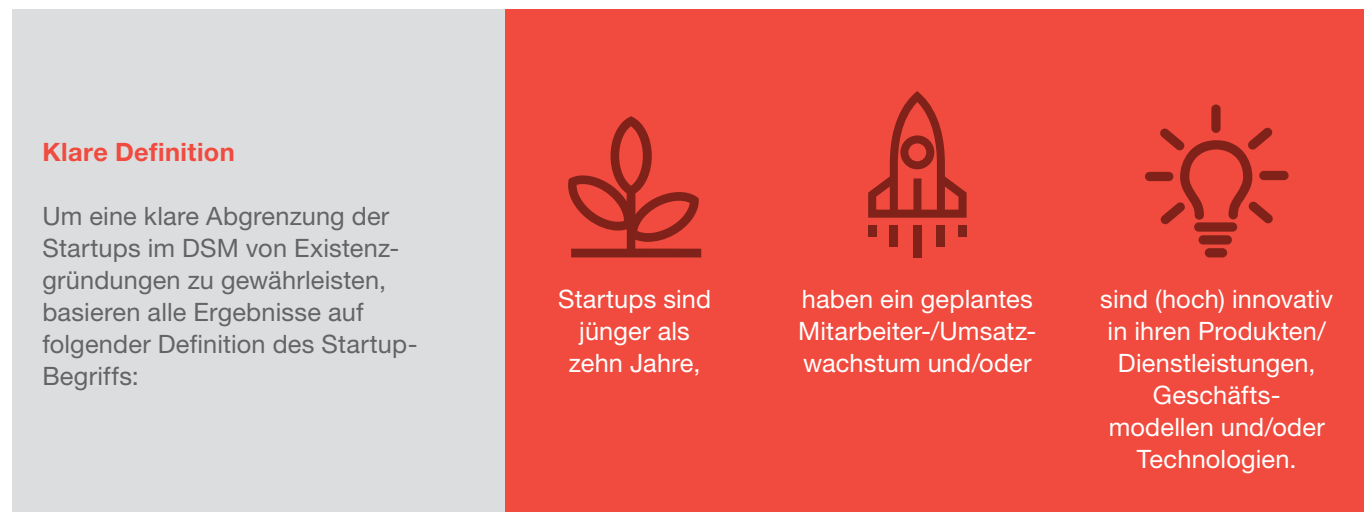 Klare Definition
Um eine klare Abgrenzung der
Startups im DSM von Existenz-
gründungen zu gewährleisten,
basieren alle Ergebnisse auf
folgender Definition des Startup-
Begriffs:
Startups sind
jünger als
zehn Jahre,
haben ein geplantes
Mitarbeiter-/Umsatz-
wachstum und/oder
sind (hoch) innovativ
in ihren Produkten/
Dienstleistungen,
Geschäfts-
modellen und/oder
Technologien.